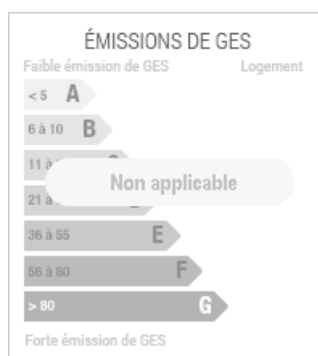 ÉMISSIONS DE GES
Faible émission de GES Logement
< 5 A
6 à 10 B
11 à
Non applicable
21 à
36 à 55 E
56 à 80 F
> 80 G
Forte émission de GES